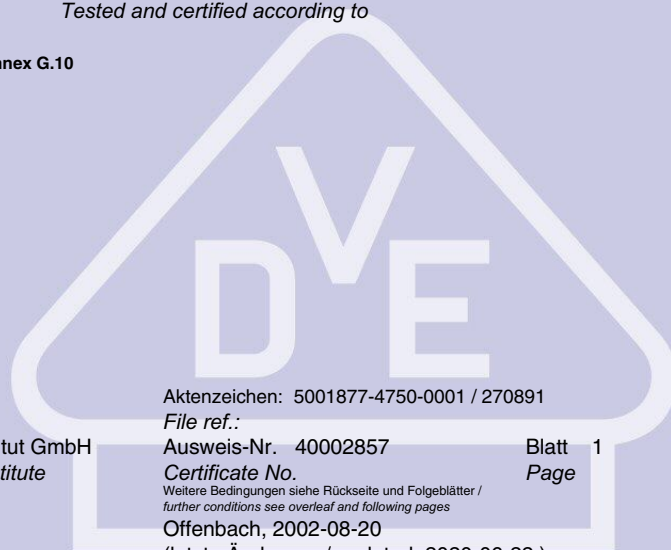 Tested and certified according to
nnex G.10
D V E
Aktenzeichen: 5001877-4750-0001 / 270891
File ref.:
tut GmbH Ausweis-Nr. 40002857 Blatt 1
titute Certificate No. Page
Weitere Bedingungen siehe Rückseite und Folgeblätter /
further conditions see overleaf and following pages
Offenbach, 2002-08-20